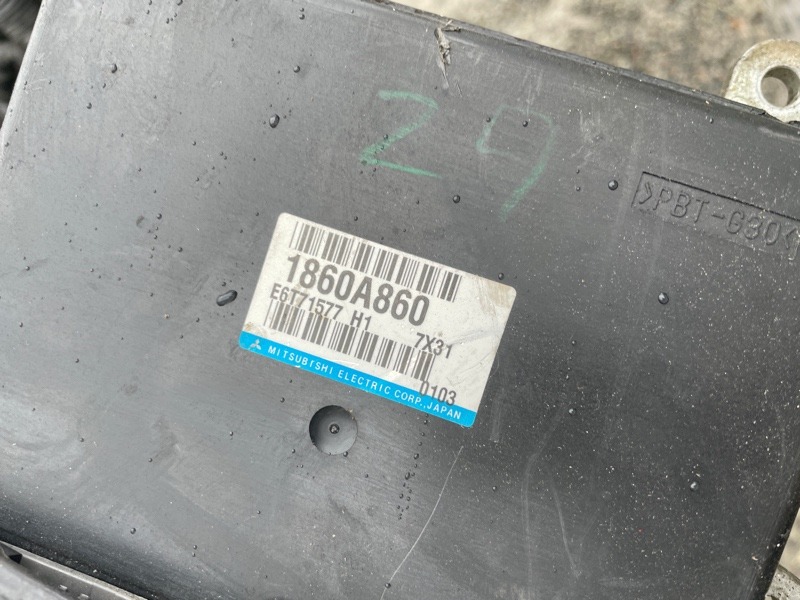 29
>PBT-G30<
1860A860
E6T71577 H1 7X31
0103
MITSUBISHI ELECTRIC CORP., JAPAN